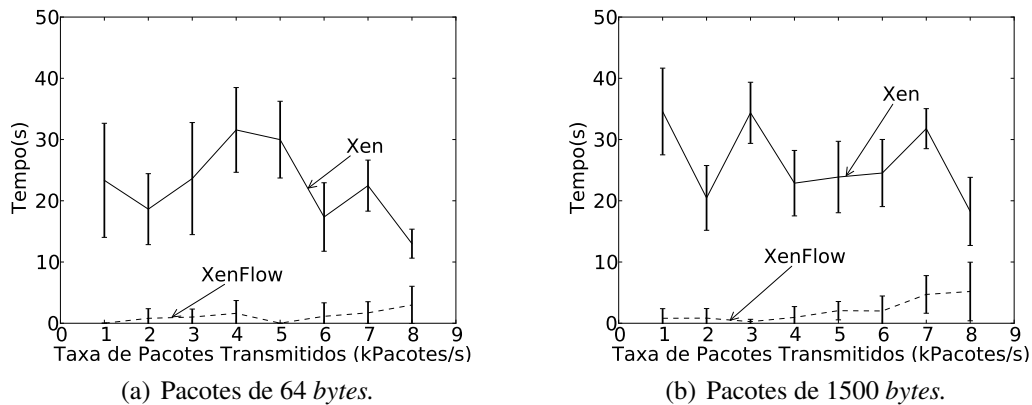 50
40
30
20
10
0
Tempo(s)
Xen
XenFlow
0 1 2 3 4 5 6 7 8 9
Taxa de Pacotes Transmitidos (kPacotes/s)
(a) Pacotes de 64 bytes.
50
40
30
20
10
0
Tempo(s)
Xen
XenFlow
0 1 2 3 4 5 6 7 8 9
Taxa de Pacotes Transmitidos (kPacotes/s)
(b) Pacotes de 1500 bytes.